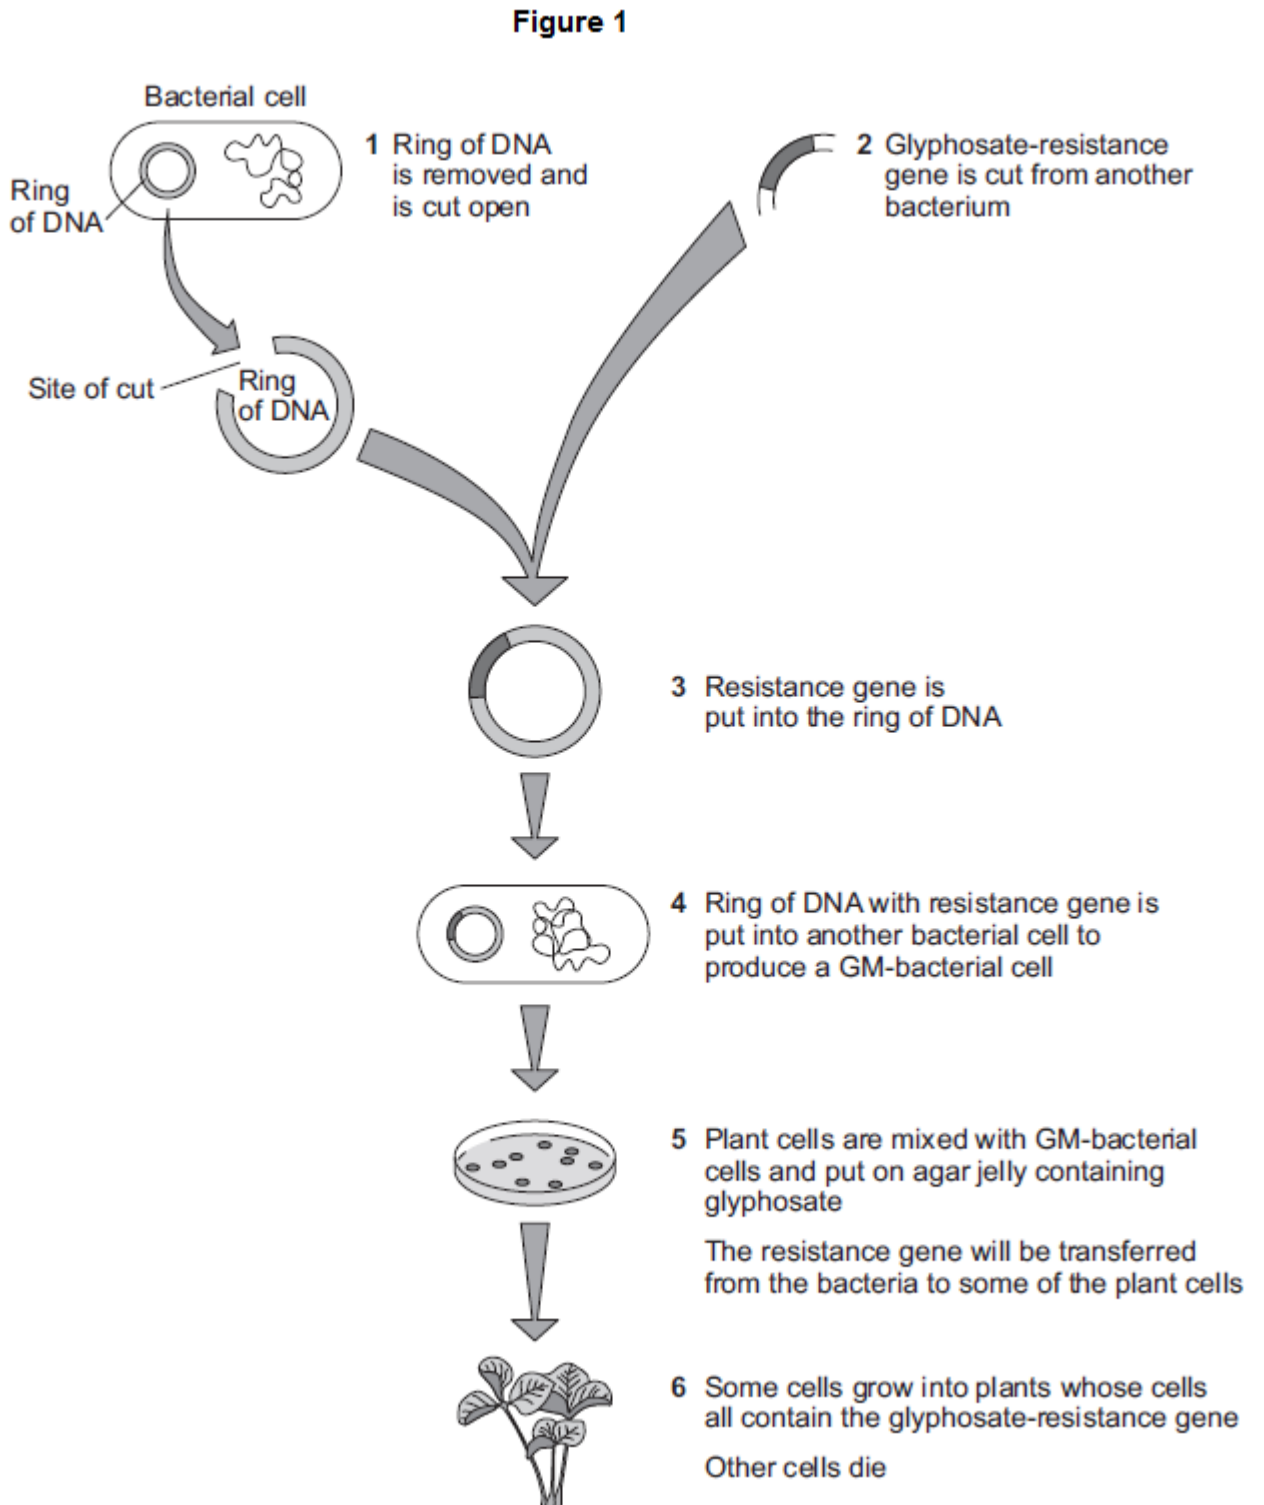 Figure 1
Bacterial cell
Ring
of DNA
1 Ring of DNA
is removed and
is cut open
2 Glyphosate-resistance
gene is cut from another
bacterium
Site of cut
Ring
of DNA
3 Resistance gene is
put into the ring of DNA
4 Ring of DNA with resistance gene is
put into another bacterial cell to
produce a GM-bacterial cell
5 Plant cells are mixed with GM-bacterial
cells and put on agar jelly containing
glyphosate
The resistance gene will be transferred
from the bacteria to some of the plant cells
6 Some cells grow into plants whose cells
all contain the glyphosate-resistance gene
Other cells die